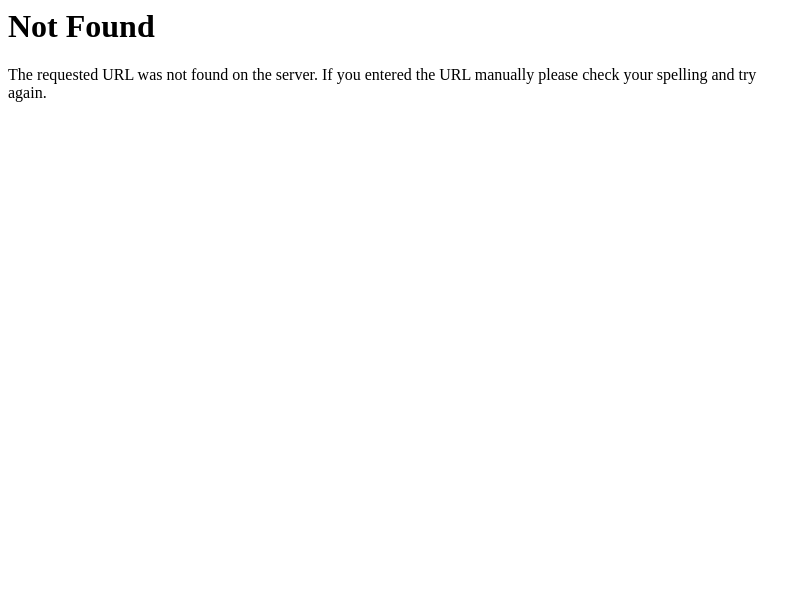 Not Found
The requested URL was not found on the server. If you entered the URL manually please check your spelling and try
again.